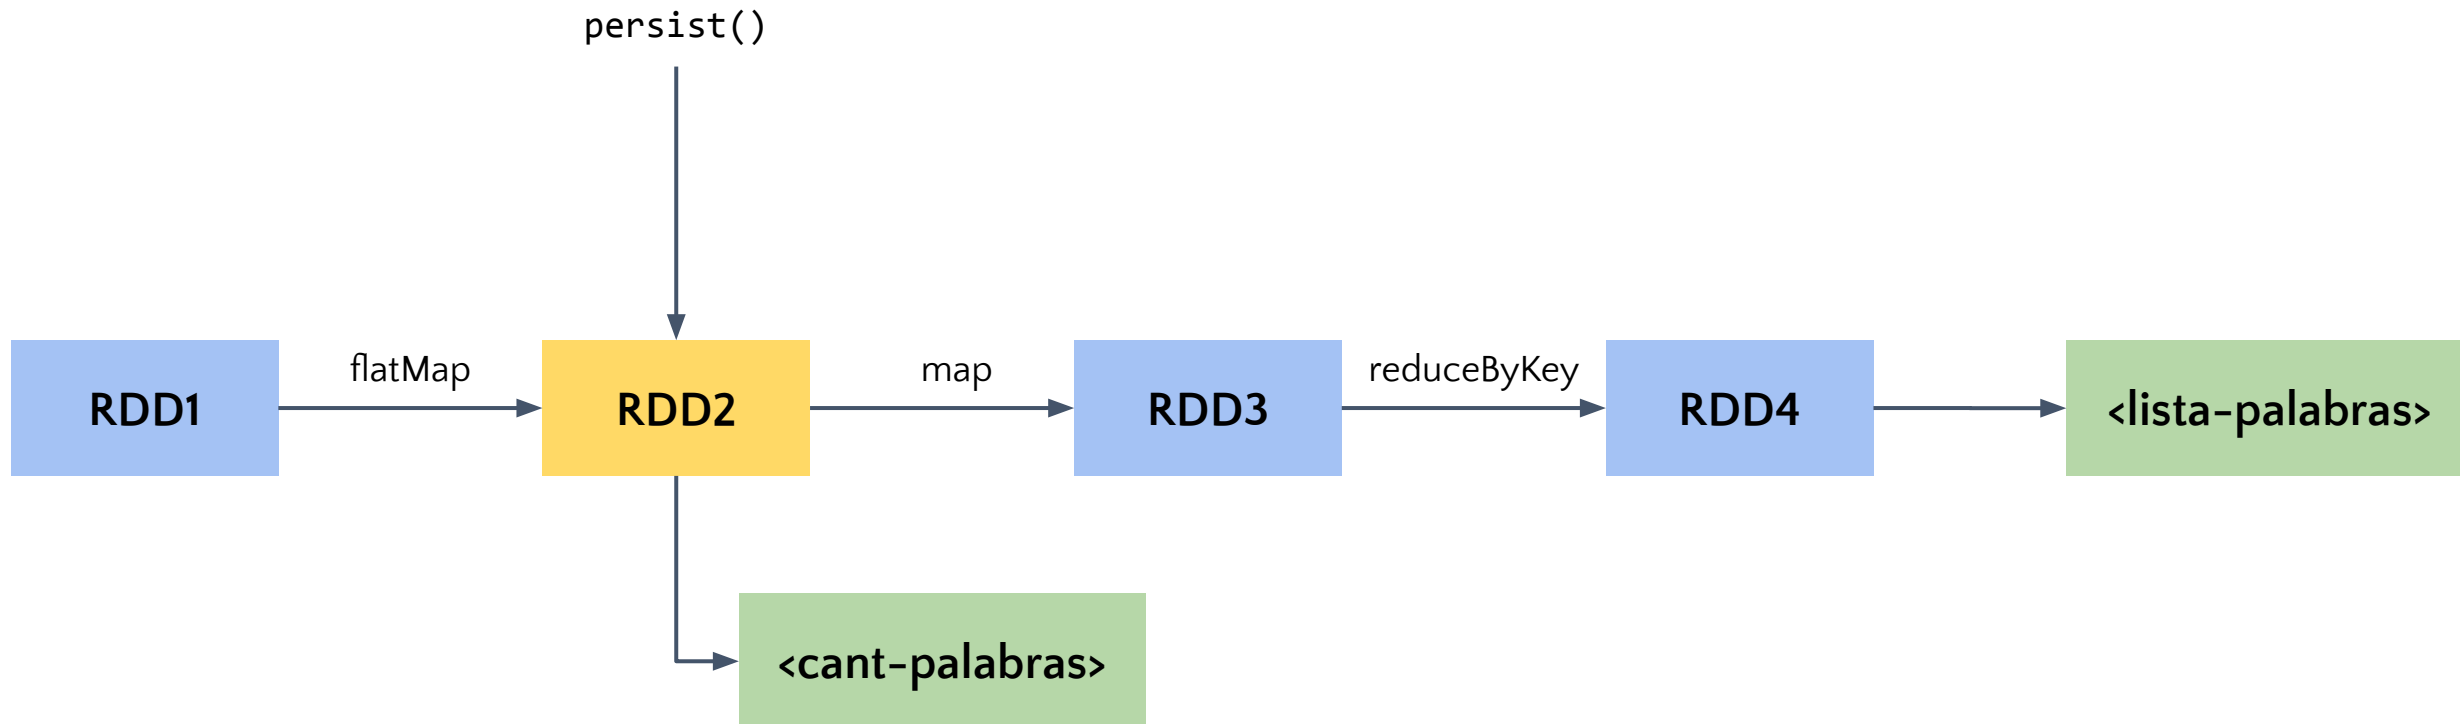 persist()
RDD1
flatMap
RDD2
map
RDD3
reduceByKey
RDD4
<lista-palabras>
<cant-palabras>